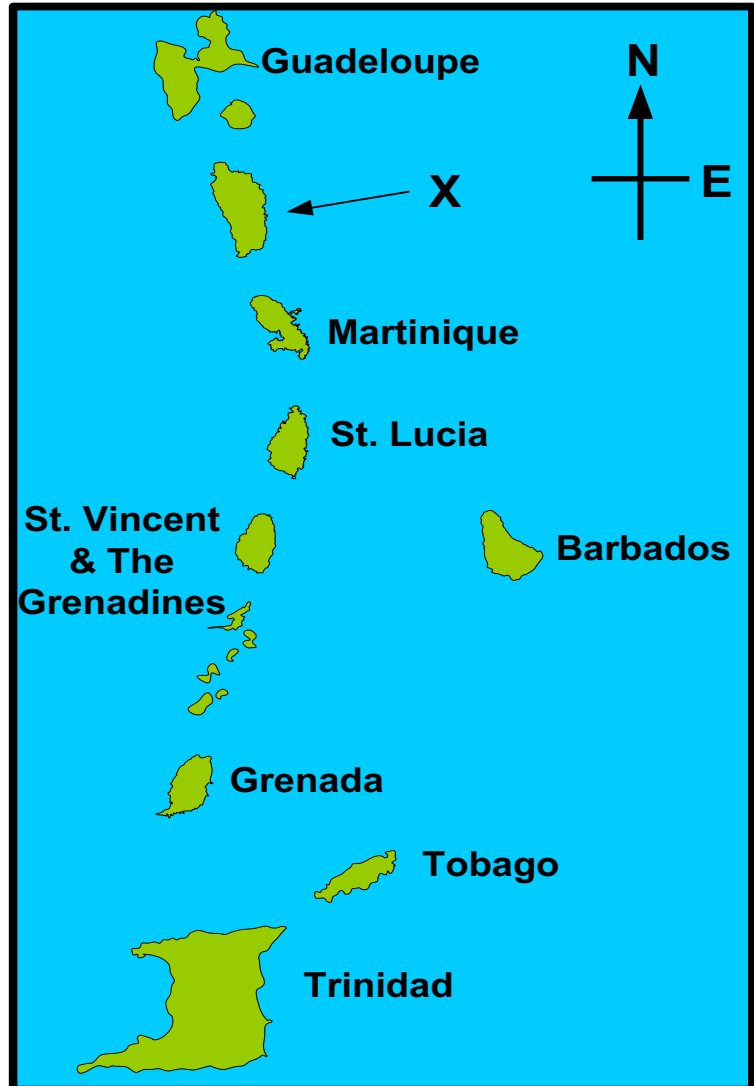 Guadeloupe
N
E
X
Martinique
St. Lucia
St. Vincent
& The
Grenadines
Barbados
Grenada
Tobago
Trinidad